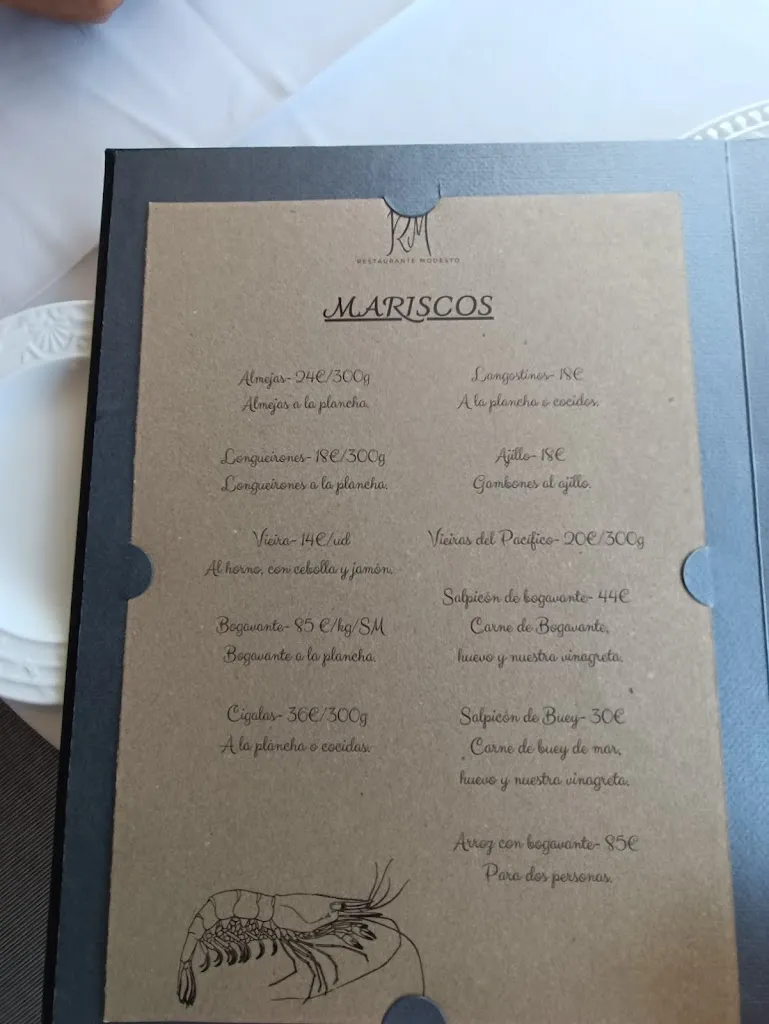 RM
RESTAURANTE MODESTO
MARISCOS
Almejas- 24€/300g
Almejas a la plancha.
Longueirones- 18€/300g
Longueirones a la plancha.
Vieira- 14€/ud
Al horno, con cebolla y jamón.
Bogavante- 85 €/kg/SM
Bogavante a la plancha.
Cigalas- 36€/300g
A la plancha o cocidas.
Langostinos- 18€
A la plancha o cocidos.
Ajillo- 18€
Gambones al ajillo.
Vieiras del Pacífico- 20€/300g
Salpicón de bogavante- 44€
Carne de Bogavante,
huevo y nuestra vinagreta.
Salpicón de Buey- 30€
Carne de buey de mar,
huevo y nuestra vinagreta.
Arroz con bogavante- 85€
Para dos personas.